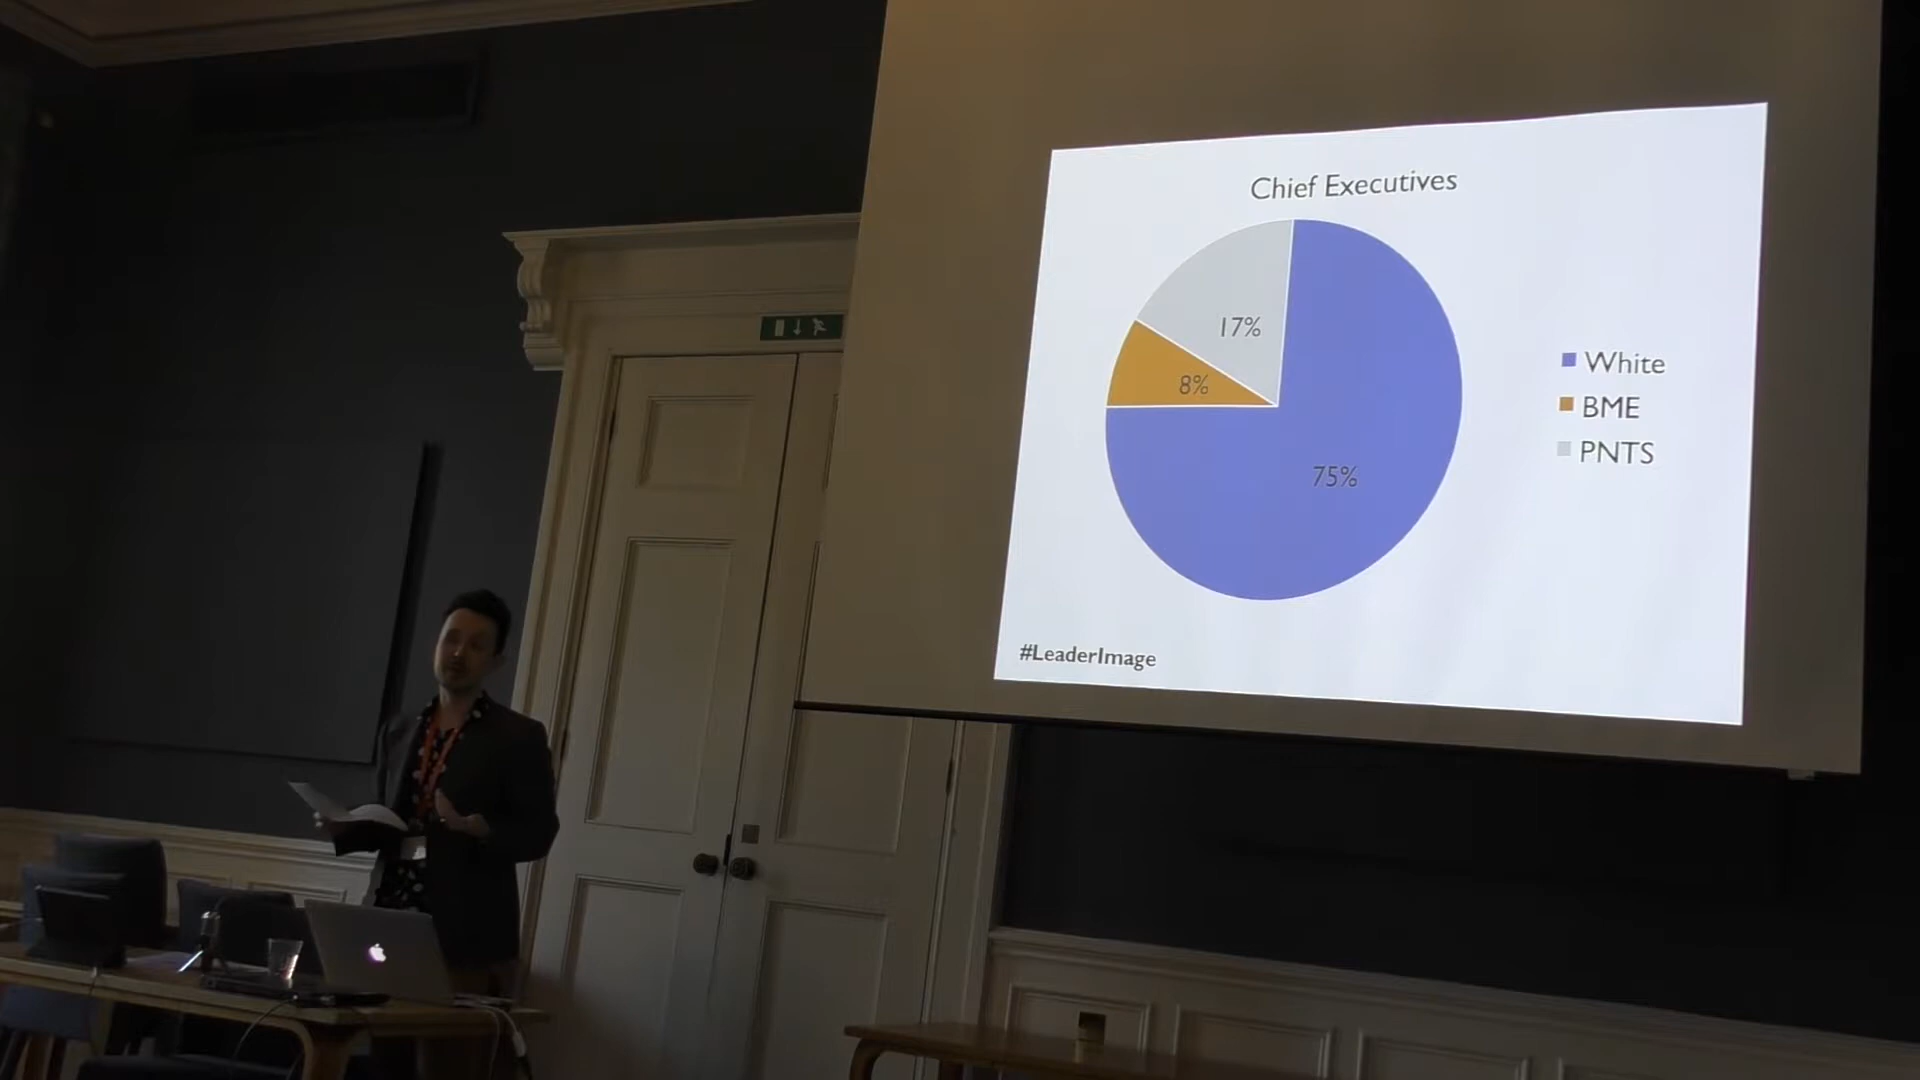 Chief Executives
17%
8%
75%
White
BME
PNTS
#LeaderImage